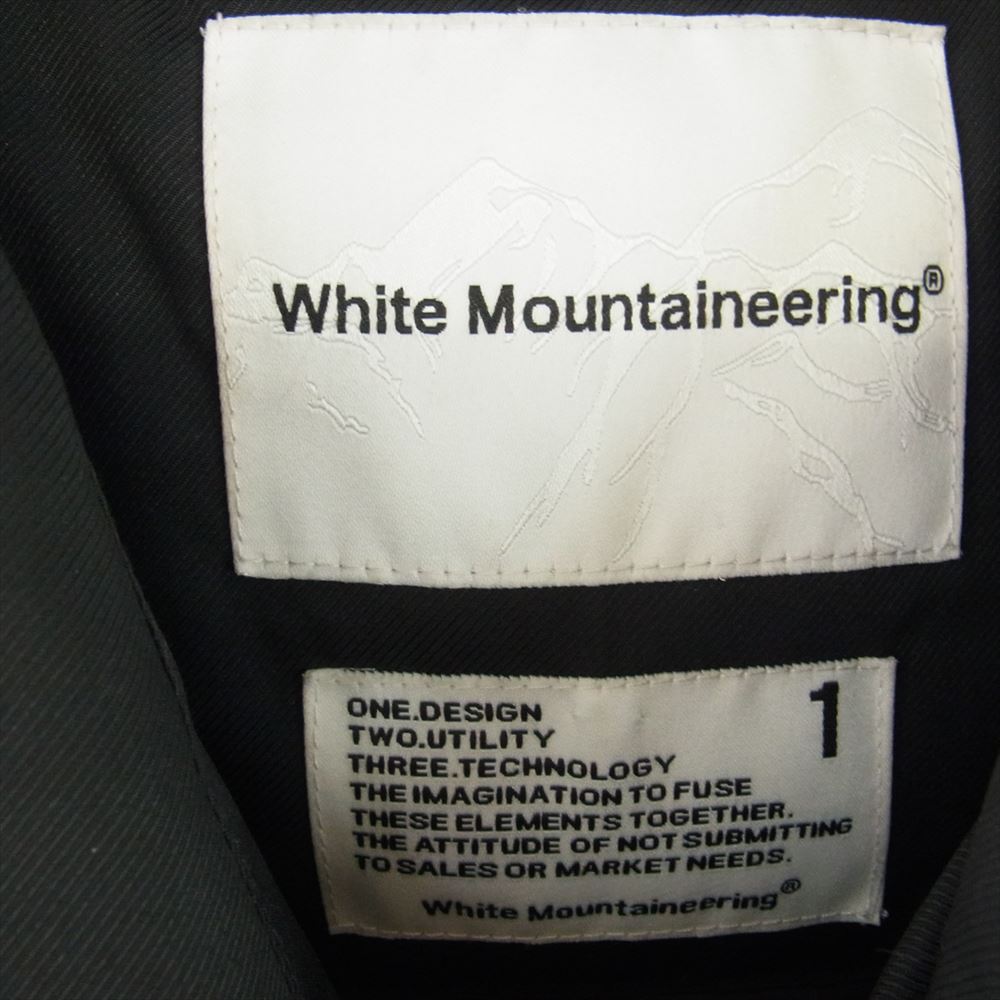 White Mountaineering®
ONE.DESIGN 1
TWO.UTILITY
THREE.TECHNOLOGY
THE IMAGINATION TO FUSE
THESE ELEMENTS TOGETHER.
THE ATTITUDE OF NOT SUBMITTING
TO SALES OR MARKET NEEDS.
White Mountaineering®